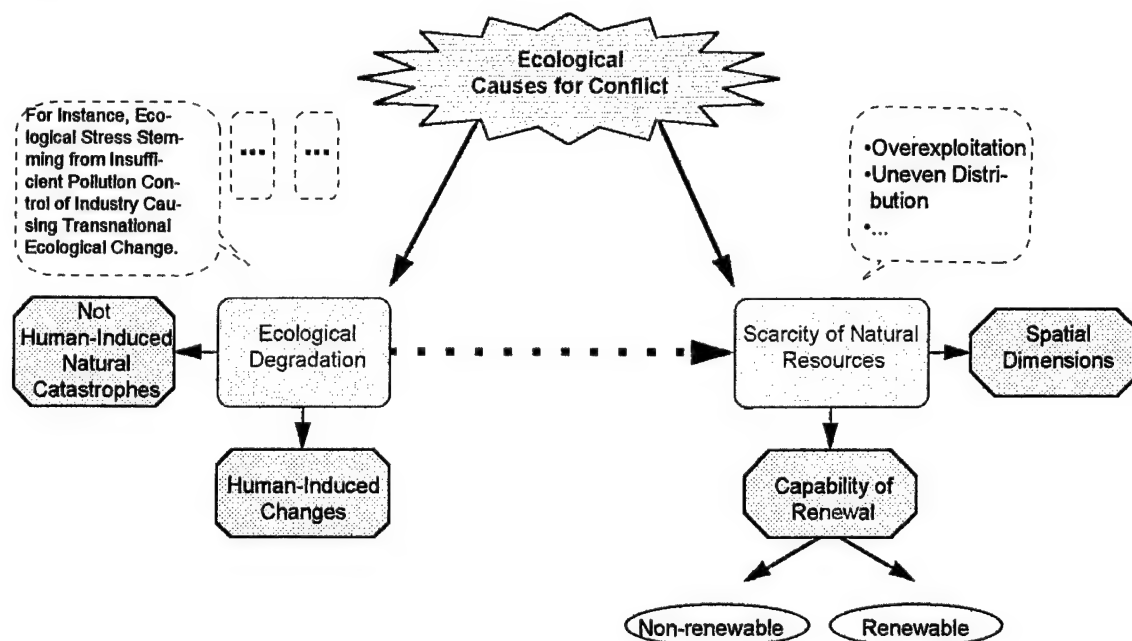 Ecological
Causes for Conflict
For Instance, Eco-
logical Stress Stem-
ming from Insuffi-
cient Pollution Con-
trol of Industry Cau-
sing Transnational
Ecological Change.
...
...
•Overexploitation
•Uneven Distri-
bution
•...
Not
Human-Induced
Natural
Catastrophes
Ecological
Degradation
Scarcity of Natural
Resources
Spatial
Dimensions
Human-Induced
Changes
Capability of
Renewal
Non-renewable
Renewable